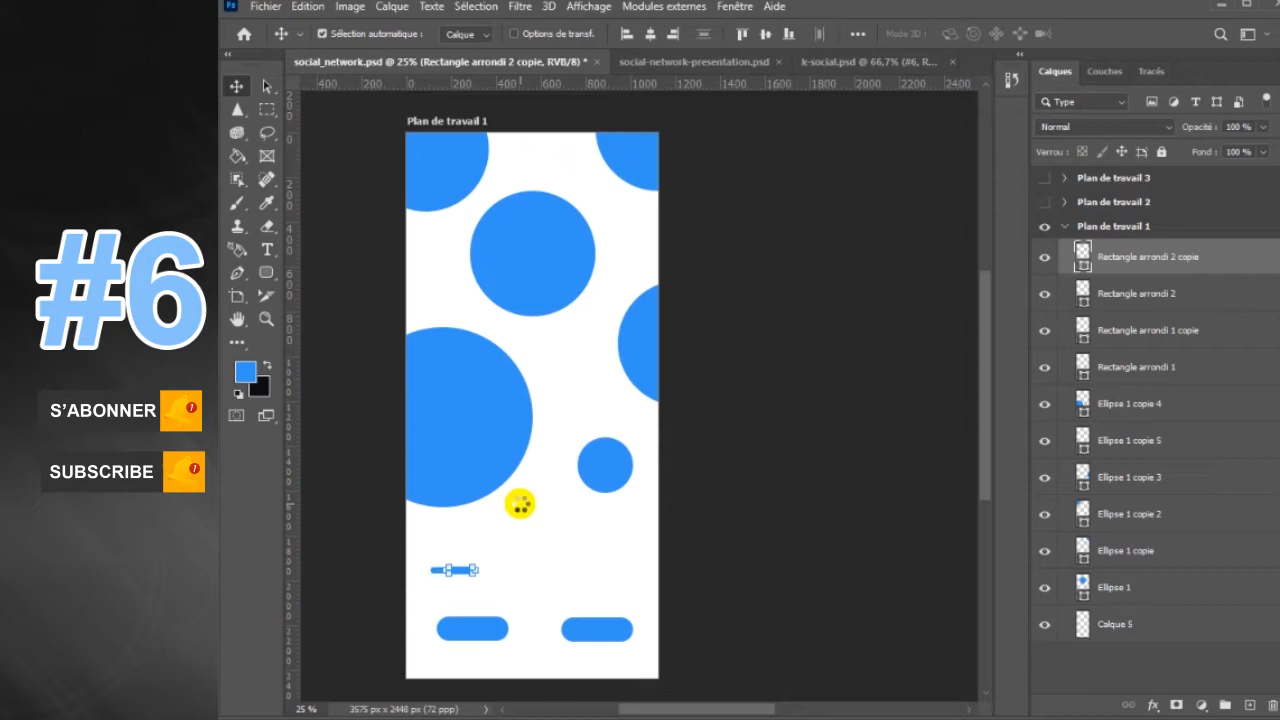 Ps Fichier Edition Image Calque Texte Sélection Filtre 3D Affichage Modules externes Fenêtre Aide
Sélection automatique : Calque Options de transf. Mode 3D :
social_network.psd @ 25% (Rectangle arrondi 2 copie, RVB/8) * × social-network-presentation.psd × k-social.psd @ 66,7% (#6, R... ×
400 200 0 200 400 600 800 1000 1200 1400 1600 1800 2000 2200 2400
Plan de travail 1
#6
S'ABONNER
SUBSCRIBE
T
25 % 3575 px x 2448 px (72 ppp)
Calques Couches Tracés
Type
Normal Opacité : 100 %
Verrou : Fond : 100 %
Plan de travail 3
Plan de travail 2
Plan de travail 1
Rectangle arrondi 2 copie
Rectangle arrondi 2
Rectangle arrondi 1 copie
Rectangle arrondi 1
Ellipse 1 copie 4
Ellipse 1 copie 5
Ellipse 1 copie 3
Ellipse 1 copie 2
Ellipse 1 copie
Ellipse 1
Calque 5
fx